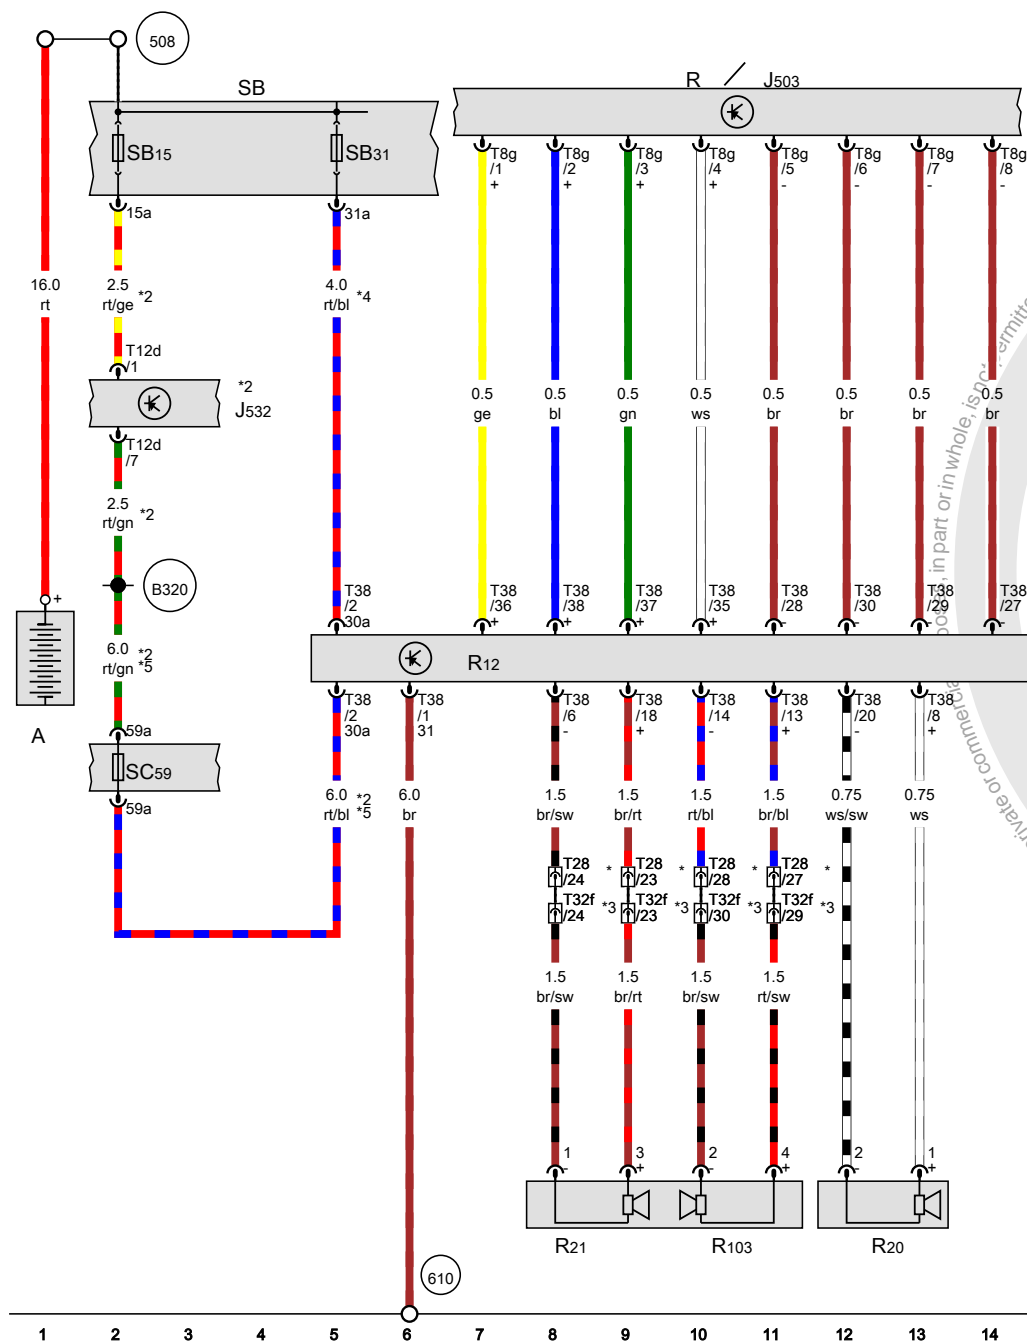 508
SB
R
J503
SB15
SB31
T8g
/1
+
T8g
/2
+
T8g
/3
+
T8g
/4
+
T8g
/5
-
T8g
/6
-
T8g
/7
-
T8g
/8
-
15a
31a
16.0
rt
2.5
rt/ge *2
4.0
rt/bl *4
T12d
/1
*2
J532
0.5
ge
0.5
bl
0.5
gn
0.5
ws
0.5
br
0.5
br
0.5
br
0.5
br
T12d
/7
2.5
rt/gn *2
B320
+
T38
/2
30a
T38
/36
+
T38
/38
+
T38
/37
+
T38
/35
+
T38
/28
-
T38
/30
-
T38
/29
-
T38
/27
-
6.0 *2
rt/gn *5
R12
A
59a
SC59
59a
T38
/2
30a
T38
/1
31
T38
/6
-
T38
/18
+
T38
/14
-
T38
/13
+
T38
/20
-
T38
/8
+
6.0 *2
rt/bl *5
6.0
br
1.5
br/sw
1.5
br/rt
1.5
rt/bl
1.5
br/bl
0.75
ws/sw
0.75
ws
T28 *
/24
T28 *
/23
T28 *
/28
T28 *
/27
T32f *3
/24
T32f *3
/23
T32f *3
/30
T32f *3
/29
1.5
br/sw
1.5
br/rt
1.5
br/sw
1.5
rt/sw
1
-
3
+
2
-
4
+
2
-
1
+
R21
R103
R20
610
1 2 3 4 5 6 7 8 9 10 11 12 13 14
private or commercial
in part or in whole, is not permitte